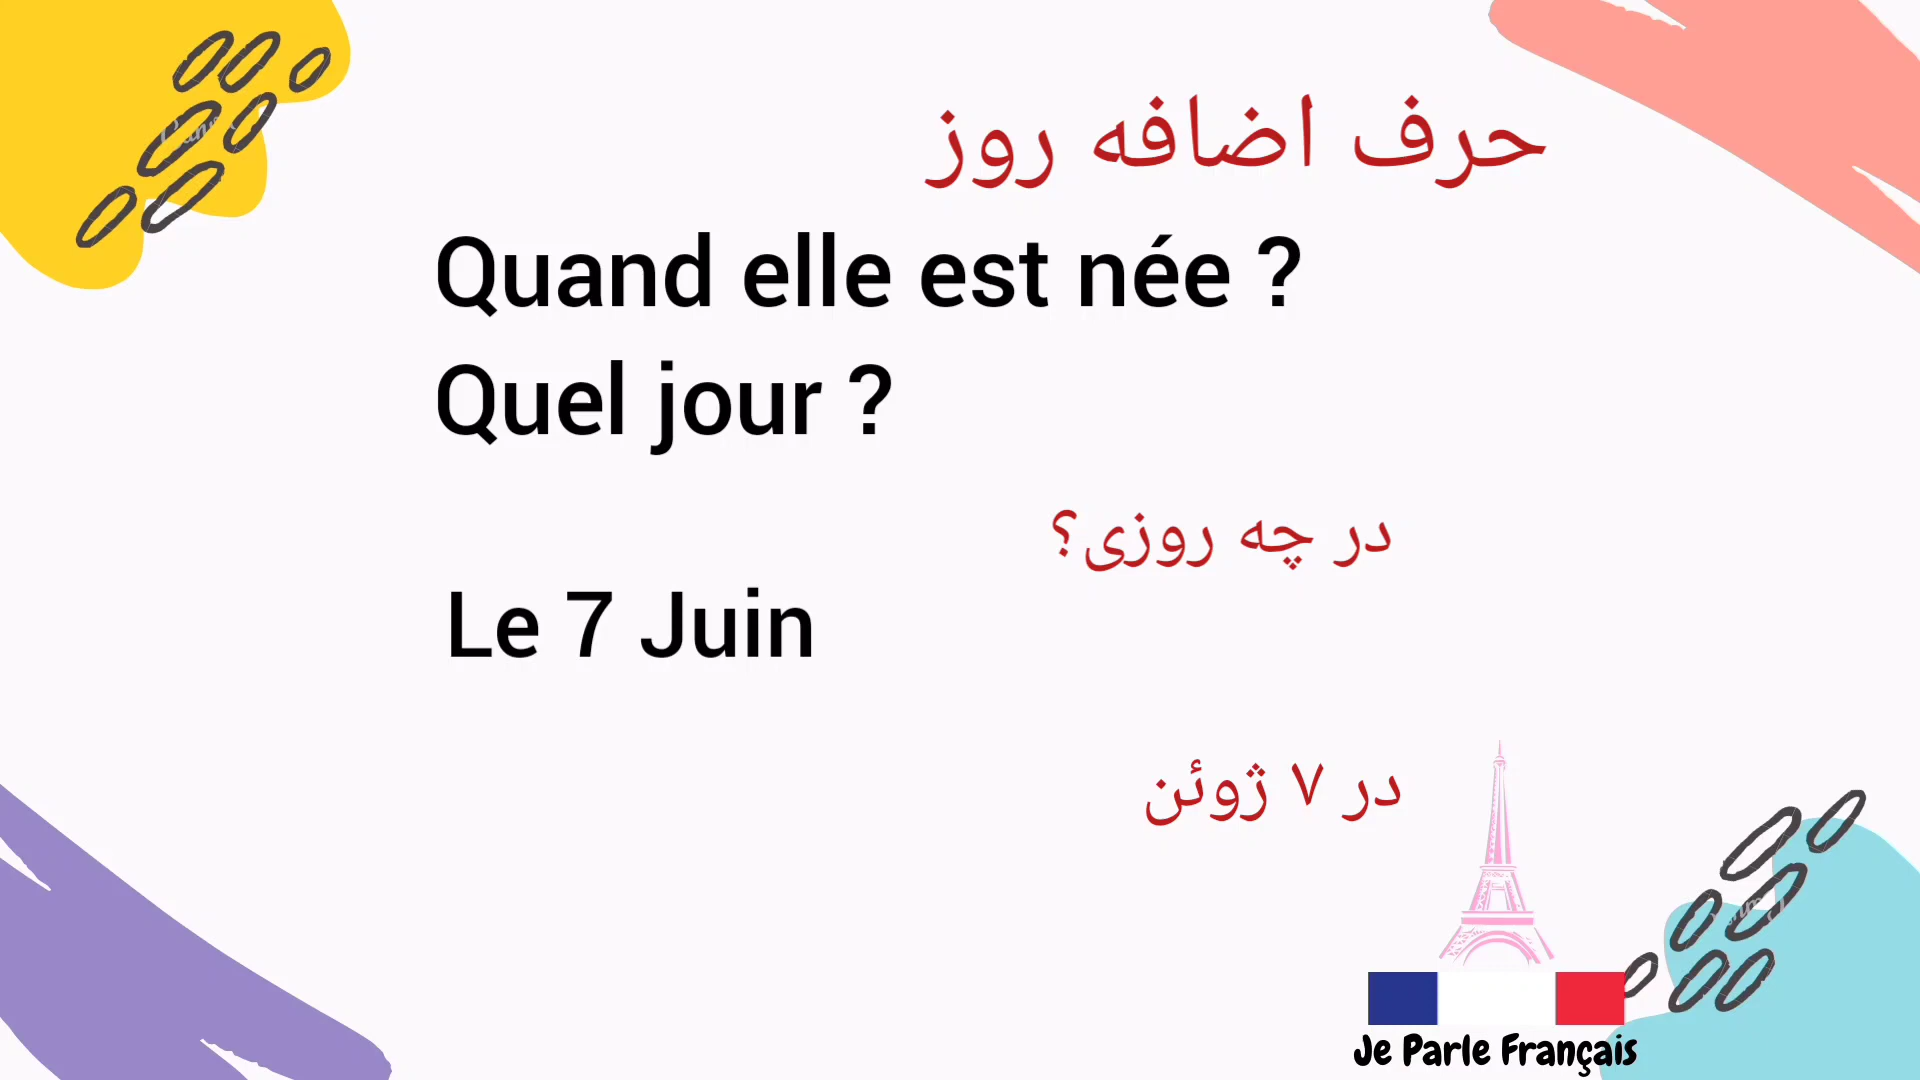 حرف اضافه روز
Quand elle est née ?
Quel jour ?
در چه روزی؟
Le 7 Juin
در ۷ ژوئن
Je Parle Français